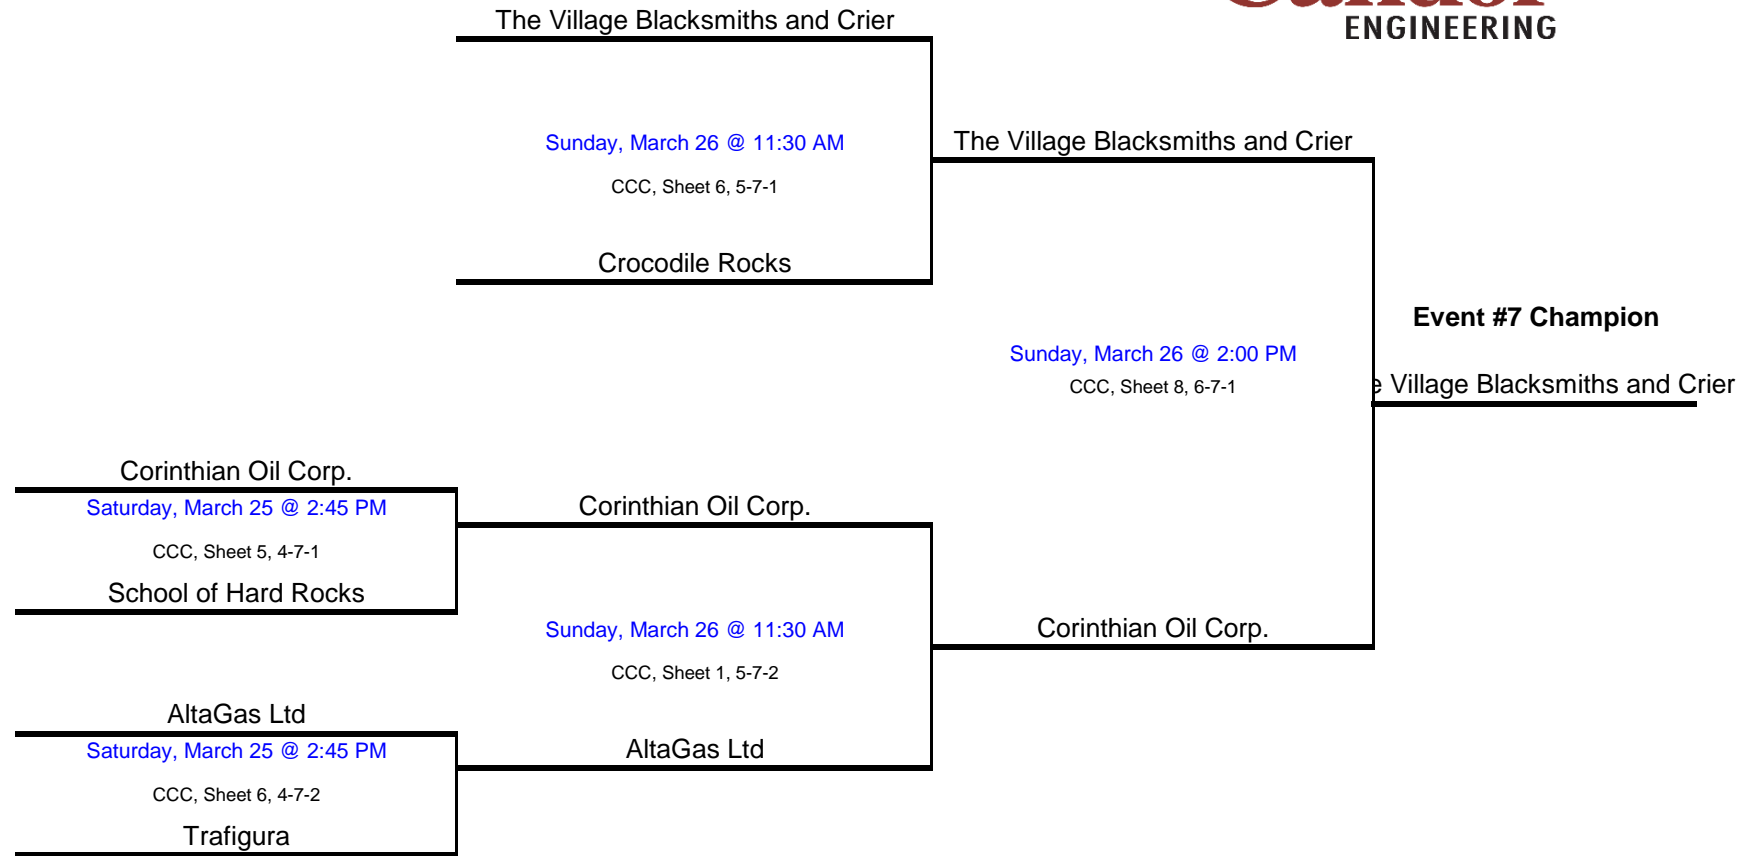 The Village Blacksmiths and Crier
ENGINEERING
Sunday, March 26 @ 11:30 AM
The Village Blacksmiths and Crier
CCC, Sheet 6, 5-7-1
Crocodile Rocks
Event #7 Champion
Sunday, March 26 @ 2:00 PM
CCC, Sheet 8, 6-7-1
Village Blacksmiths and Crier
Corinthian Oil Corp.
Saturday, March 25 @ 2:45 PM
Corinthian Oil Corp.
CCC, Sheet 5, 4-7-1
School of Hard Rocks
Sunday, March 26 @ 11:30 AM
Corinthian Oil Corp.
CCC, Sheet 1, 5-7-2
AltaGas Ltd
Saturday, March 25 @ 2:45 PM
AltaGas Ltd
CCC, Sheet 6, 4-7-2
Trafigura